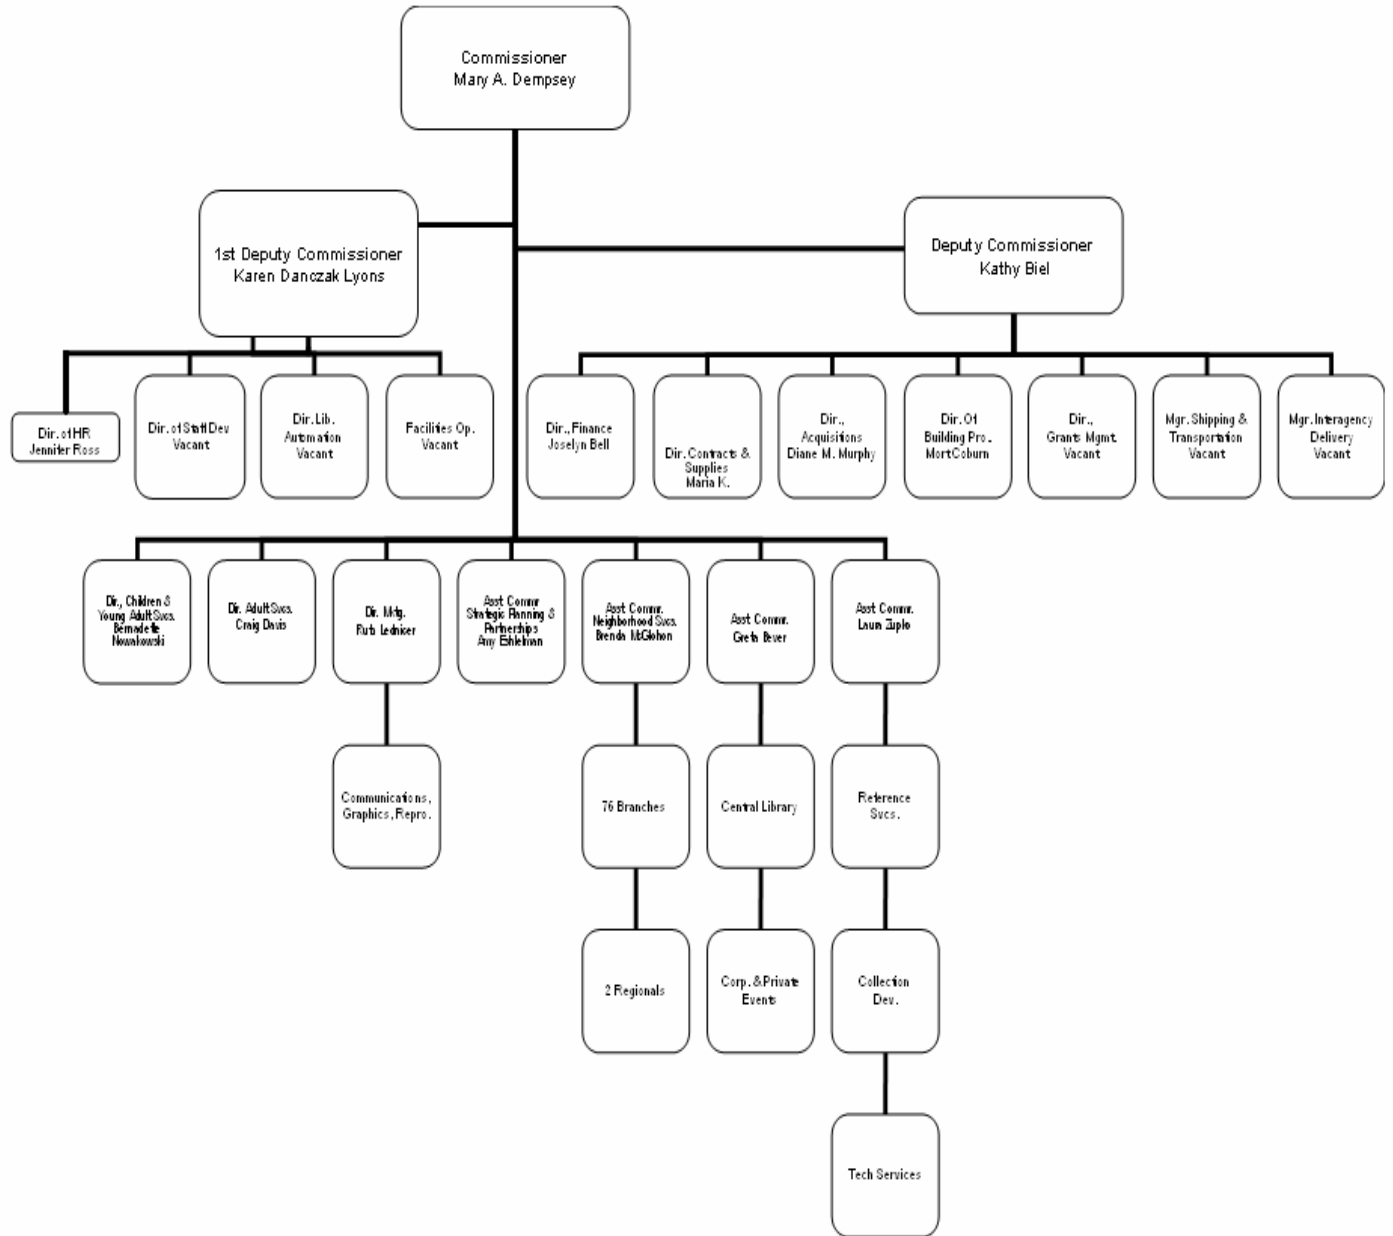 Commissioner
Mary A. Dempsey
1st Deputy Commissioner
Karen Danczak Lyons
Deputy Commissioner
Kathy Biel
Dir. of HR
Jennifer Ross
Dir. of Staff Dev
Vacant
Dir. Lib.
Automation
Vacant
Facilities Op.
Vacant
Dir., Finance
Joselyn Bell
Dir. Contracts &
Supplies
Maria K.
Dir.,
Acquisitions
Diane M. Murphy
Dir. Of
Building Pro.
Mort Coburn
Dir.,
Grants Mgmt.
Vacant
Mgr. Shipping &
Transportation
Vacant
Mgr. Interagency
Delivery
Vacant
Dir., Children &
Young Adult Svcs.
Bernadette
Nowakowski
Dir. Adult Svcs.
Craig Davis
Dir. Mktg.
Ruth Lednicer
Asst Commr
Strategic Planning &
Partnerships
Amy Eshleman
Asst Commr.
Neighborhood Svcs.
Brenda McGlohon
Asst Commr.
Greta Bever
Asst Commr.
Laura Zupko
Communications,
Graphics, Repro.
76 Branches
Central Library
Reference
Svcs.
2 Regionals
Corp. & Private
Events
Collection
Dev.
Tech Services